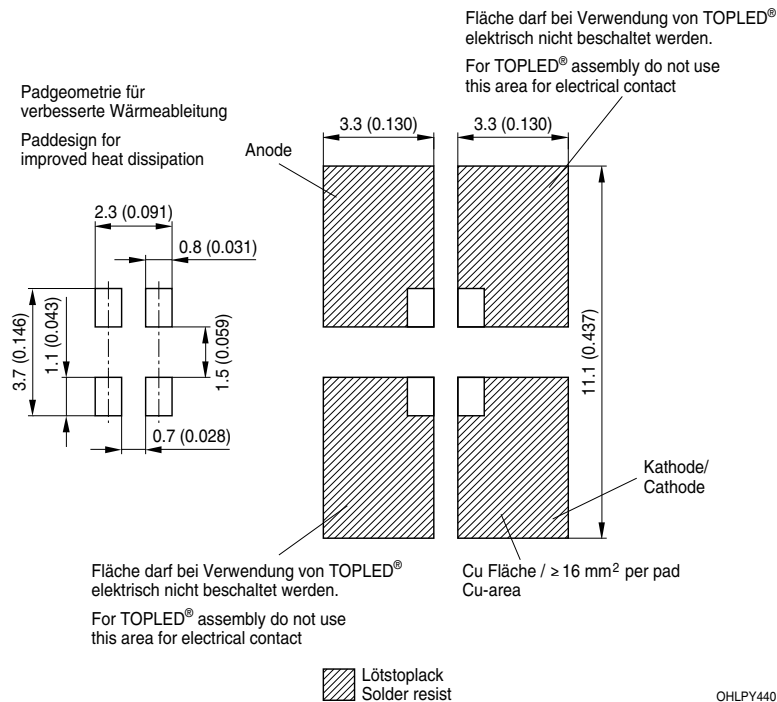 Fläche darf bei Verwendung von TOPLED®
elektrisch nicht beschaltet werden.
For TOPLED® assembly do not use
this area for electrical contact
Padgeometrie für
verbesserte Wärmeableitung
Paddesign for
improved heat dissipation
Anode
3.3 (0.130)
3.3 (0.130)
2.3 (0.091)
0.8 (0.031)
3.7 (0.146)
1.1 (0.043)
1.5 (0.059)
11.1 (0.437)
0.7 (0.028)
Kathode/
Cathode
Fläche darf bei Verwendung von TOPLED®
elektrisch nicht beschaltet werden.
For TOPLED® assembly do not use
this area for electrical contact
Cu Fläche / ≥ 16 mm² per pad
Cu-area
Lötstoplack
Solder resist
OHLPY440